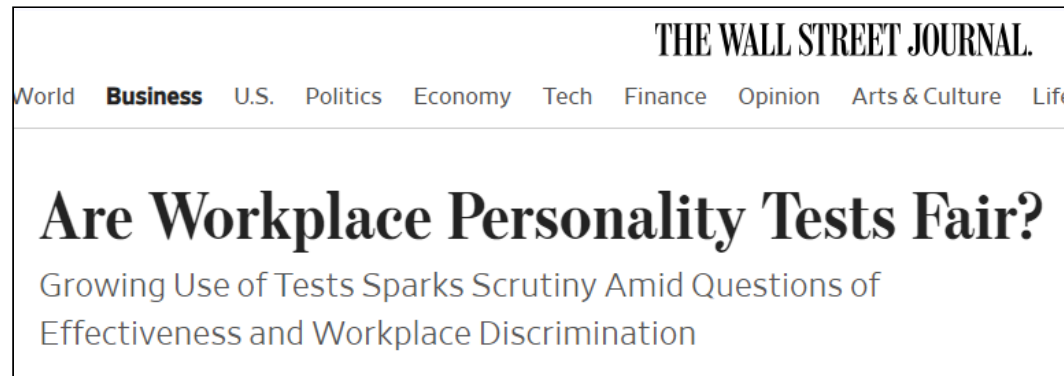 THE WALL STREET JOURNAL.
World Business U.S. Politics Economy Tech Finance Opinion Arts & Culture
Are Workplace Personality Tests Fair?
Growing Use of Tests Sparks Scrutiny Amid Questions of
Effectiveness and Workplace Discrimination